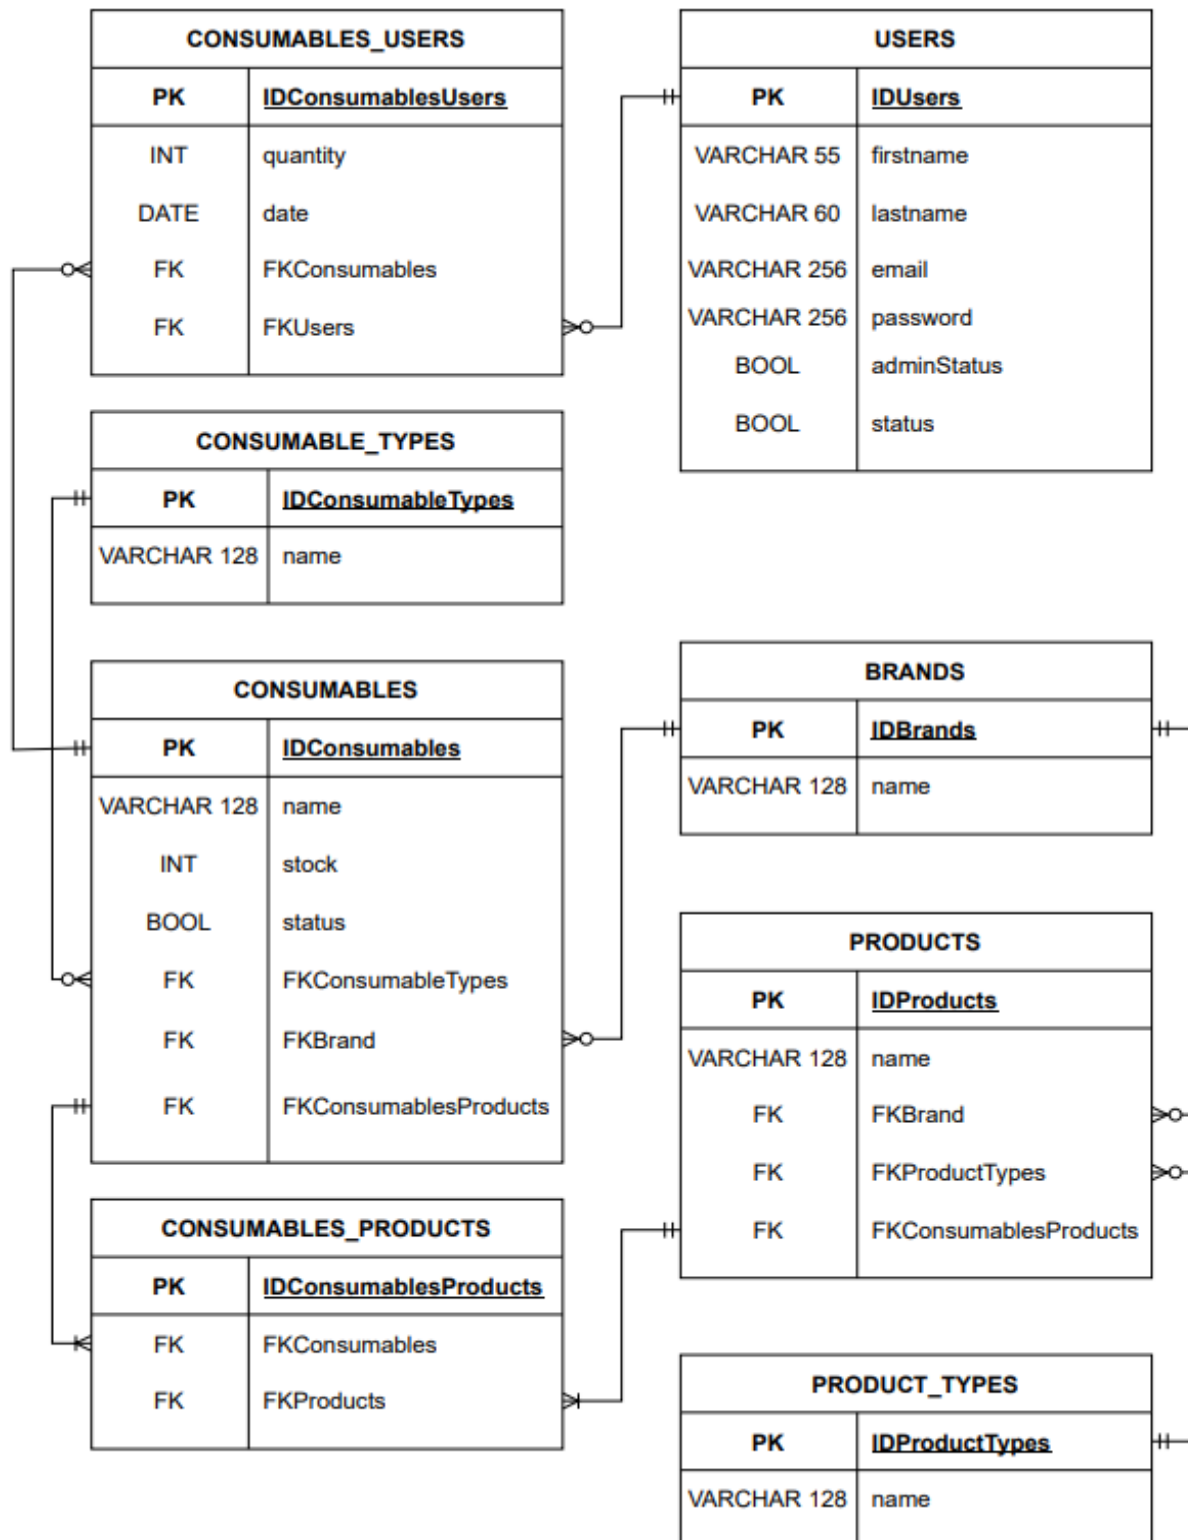 CONSUMABLES_USERS
PK IDConsumablesUsers
INT quantity
DATE date
FK FKConsumables
FK FKUsers
USERS
PK IDUsers
VARCHAR 55 firstname
VARCHAR 60 lastname
VARCHAR 256 email
VARCHAR 256 password
BOOL adminStatus
BOOL status
CONSUMABLE_TYPES
PK IDConsumableTypes
VARCHAR 128 name
CONSUMABLES
PK IDConsumables
VARCHAR 128 name
INT stock
BOOL status
FK FKConsumableTypes
FK FKBrand
FK FKConsumablesProducts
BRANDS
PK IDBrands
VARCHAR 128 name
PRODUCTS
PK IDProducts
VARCHAR 128 name
FK FKBrand
FK FKProductTypes
FK FKConsumablesProducts
CONSUMABLES_PRODUCTS
PK IDConsumablesProducts
FK FKConsumables
FK FKProducts
PRODUCT_TYPES
PK IDProductTypes
VARCHAR 128 name